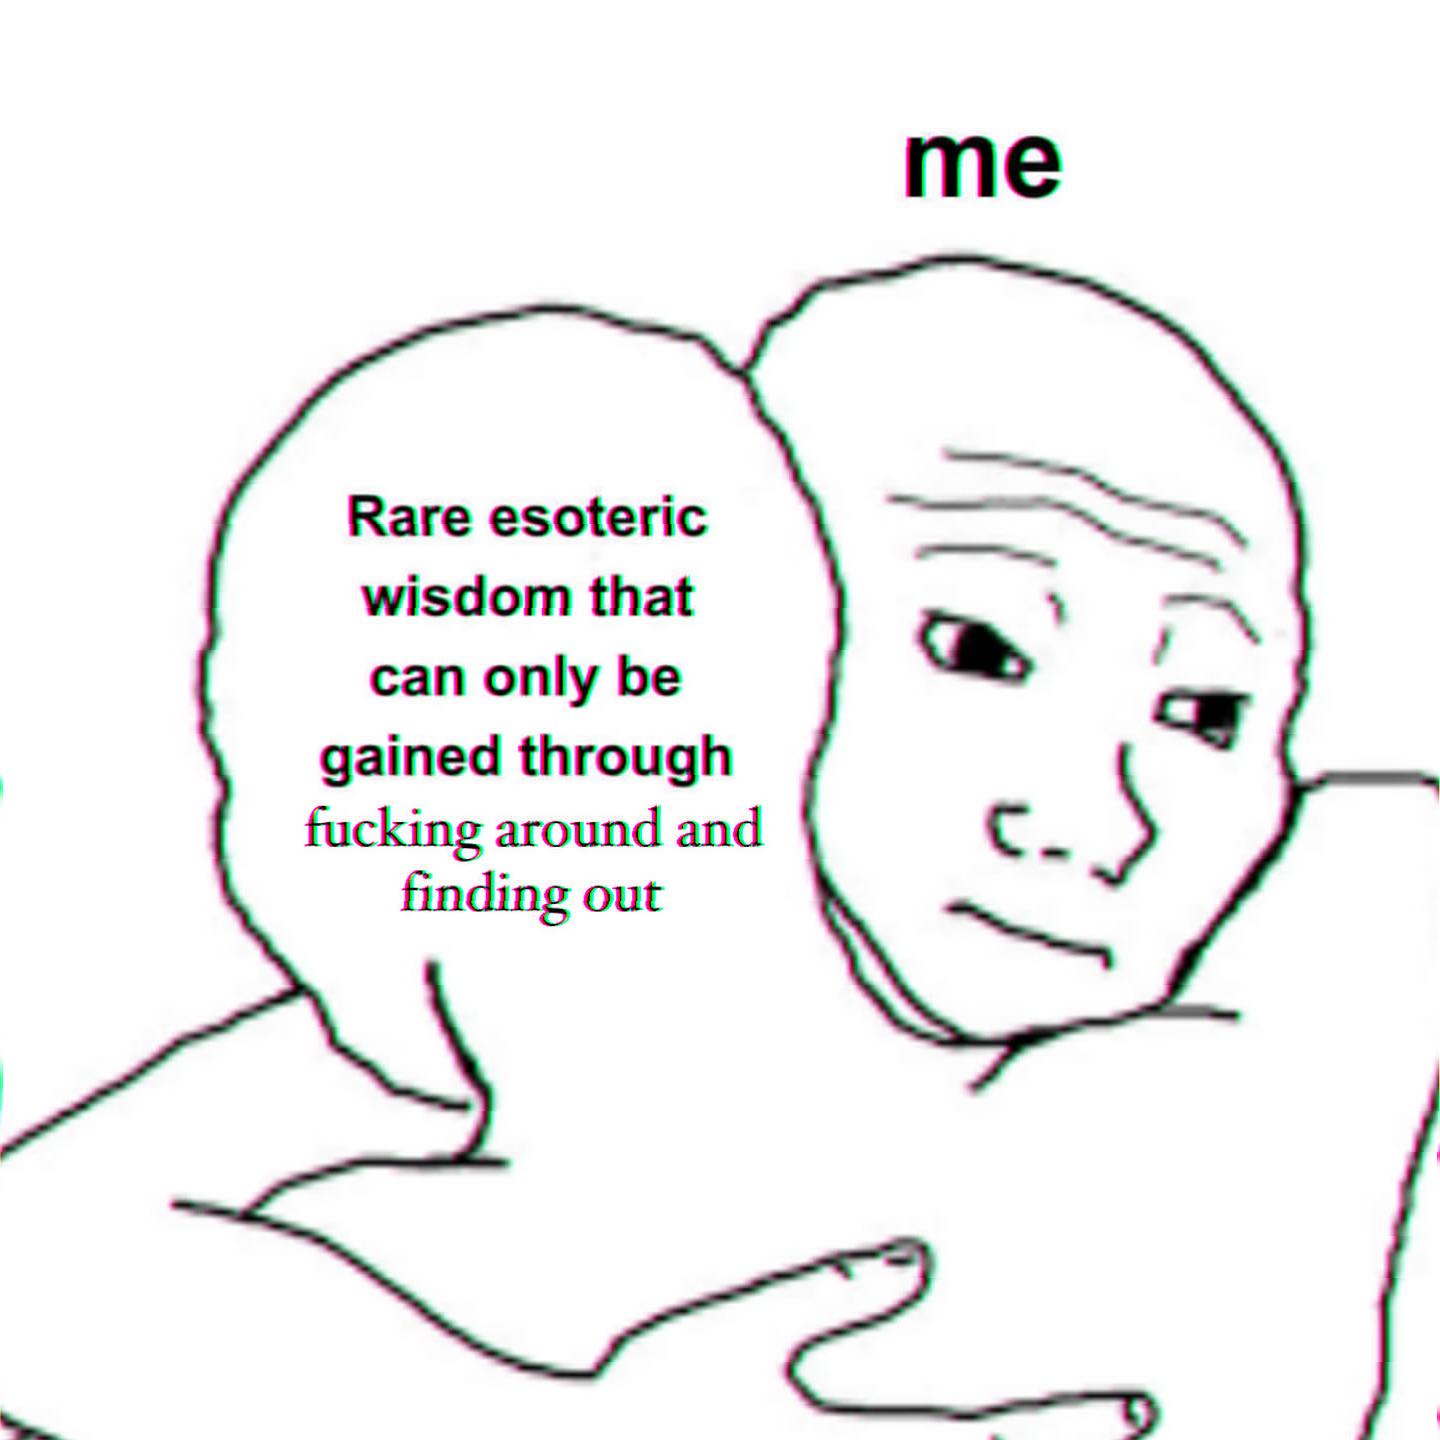 me
Rare esoteric
wisdom that
can only be
gained through
fucking around and
finding out